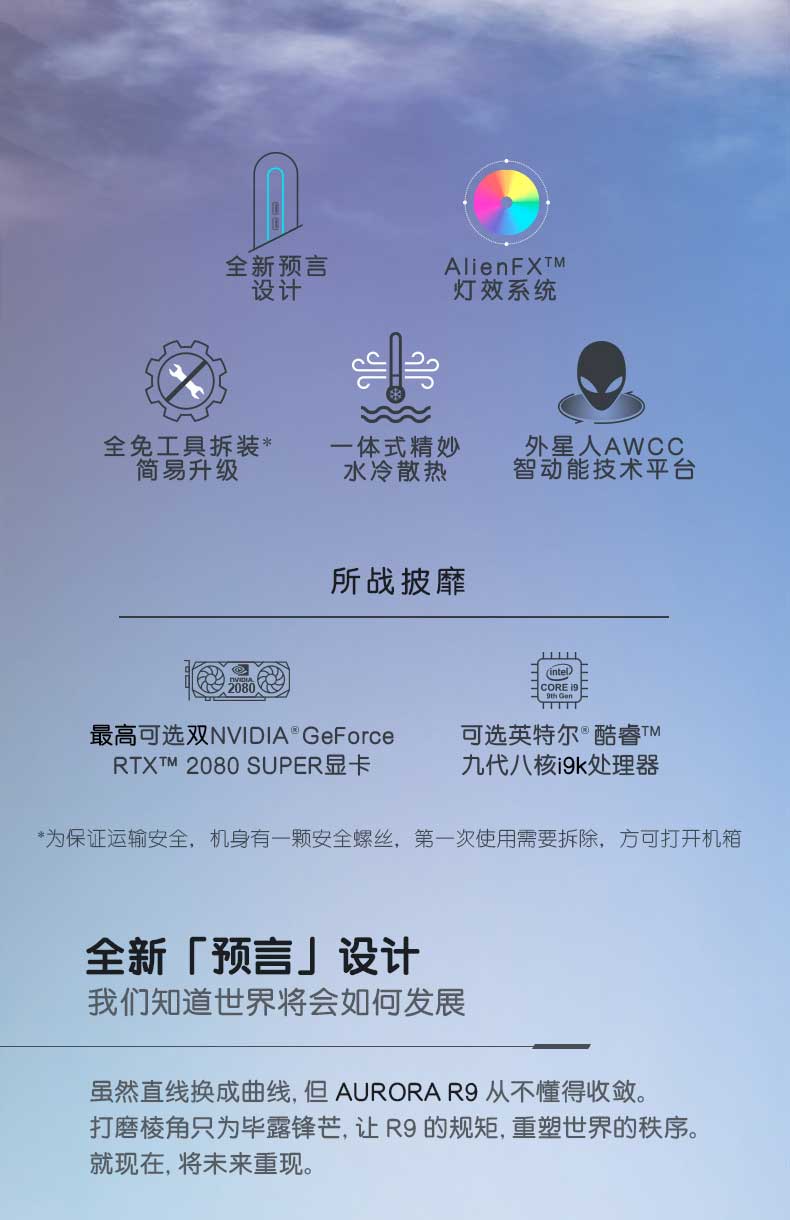 全新预言
设计
AlienFX™
灯效系统
全免工具拆装*
简易升级
一体式精妙
水冷散热
外星人AWCC
智动能技术平台
所战披靡
NVIDIA
2080
最高可选双NVIDIA®GeForce
RTX™ 2080 SUPER显卡
intel
CORE i9
9th Gen
可选英特尔®酷睿™
九代八核i9k处理器
*为保证运输安全，机身有一颗安全螺丝，第一次使用需要拆除，方可打开机箱
全新「预言」设计
我们知道世界将会如何发展
虽然直线换成曲线, 但 AURORA R9 从不懂得收敛。
打磨棱角只为毕露锋芒, 让 R9 的规矩, 重塑世界的秩序。
就现在, 将未来重现。